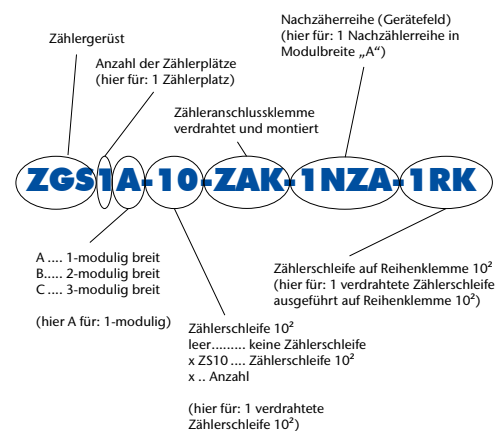 Nachzäherreihe (Gerätefeld)
(hier für: 1 Nachzählerreihe in
Modulbreite „A“)
Zählergerüst
Anzahl der Zählerplätze
(hier für: 1 Zählerplatz)
Zähleranschlussklemme
verdrahtet und montiert
ZGS1A-10-ZAK-1NZA-1RK
A .... 1-modulig breit
B..... 2-modulig breit
C .... 3-modulig breit
(hier A für: 1-modulig)
Zählerschleife auf Reihenklemme 10²
(hier für: 1 verdrahtete Zählerschleife
ausgeführt auf Reihenklemme 10²)
Zählerschleife 10²
leer......... keine Zählerschleife
x ZS10 .... Zählerschleife 10²
x .. Anzahl
(hier für: 1 verdrahtete
Zählerschleife 10²)